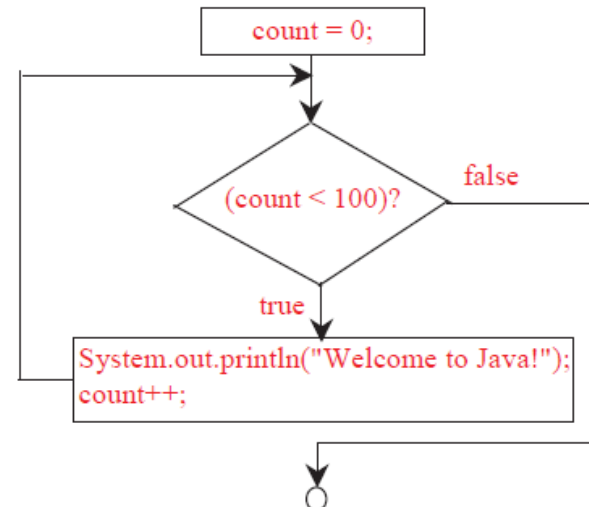 count = 0;
(count < 100)?
false
true
System.out.println("Welcome to Java!");
count++;